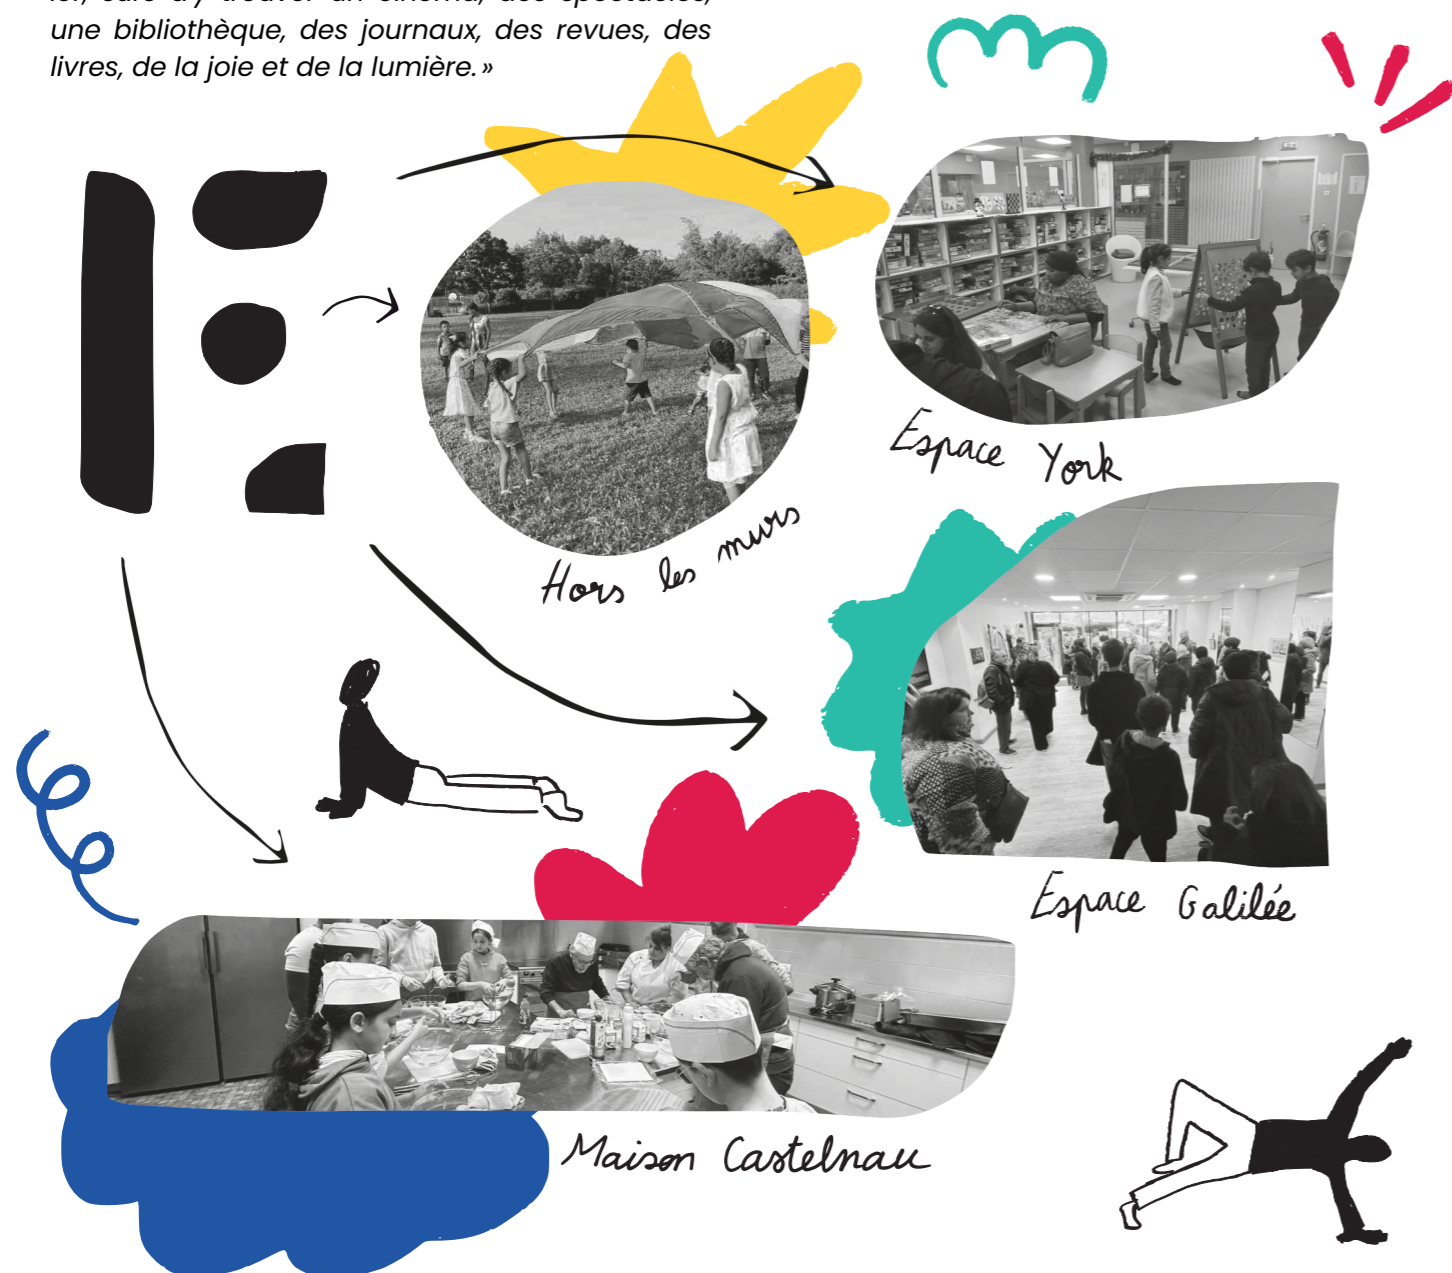 une bibliothèque, des journaux, des revues, des
livres, de la joie et de la lumière. »
Espace York
Hors les murs
Espace Galilée
Maison Castelnau